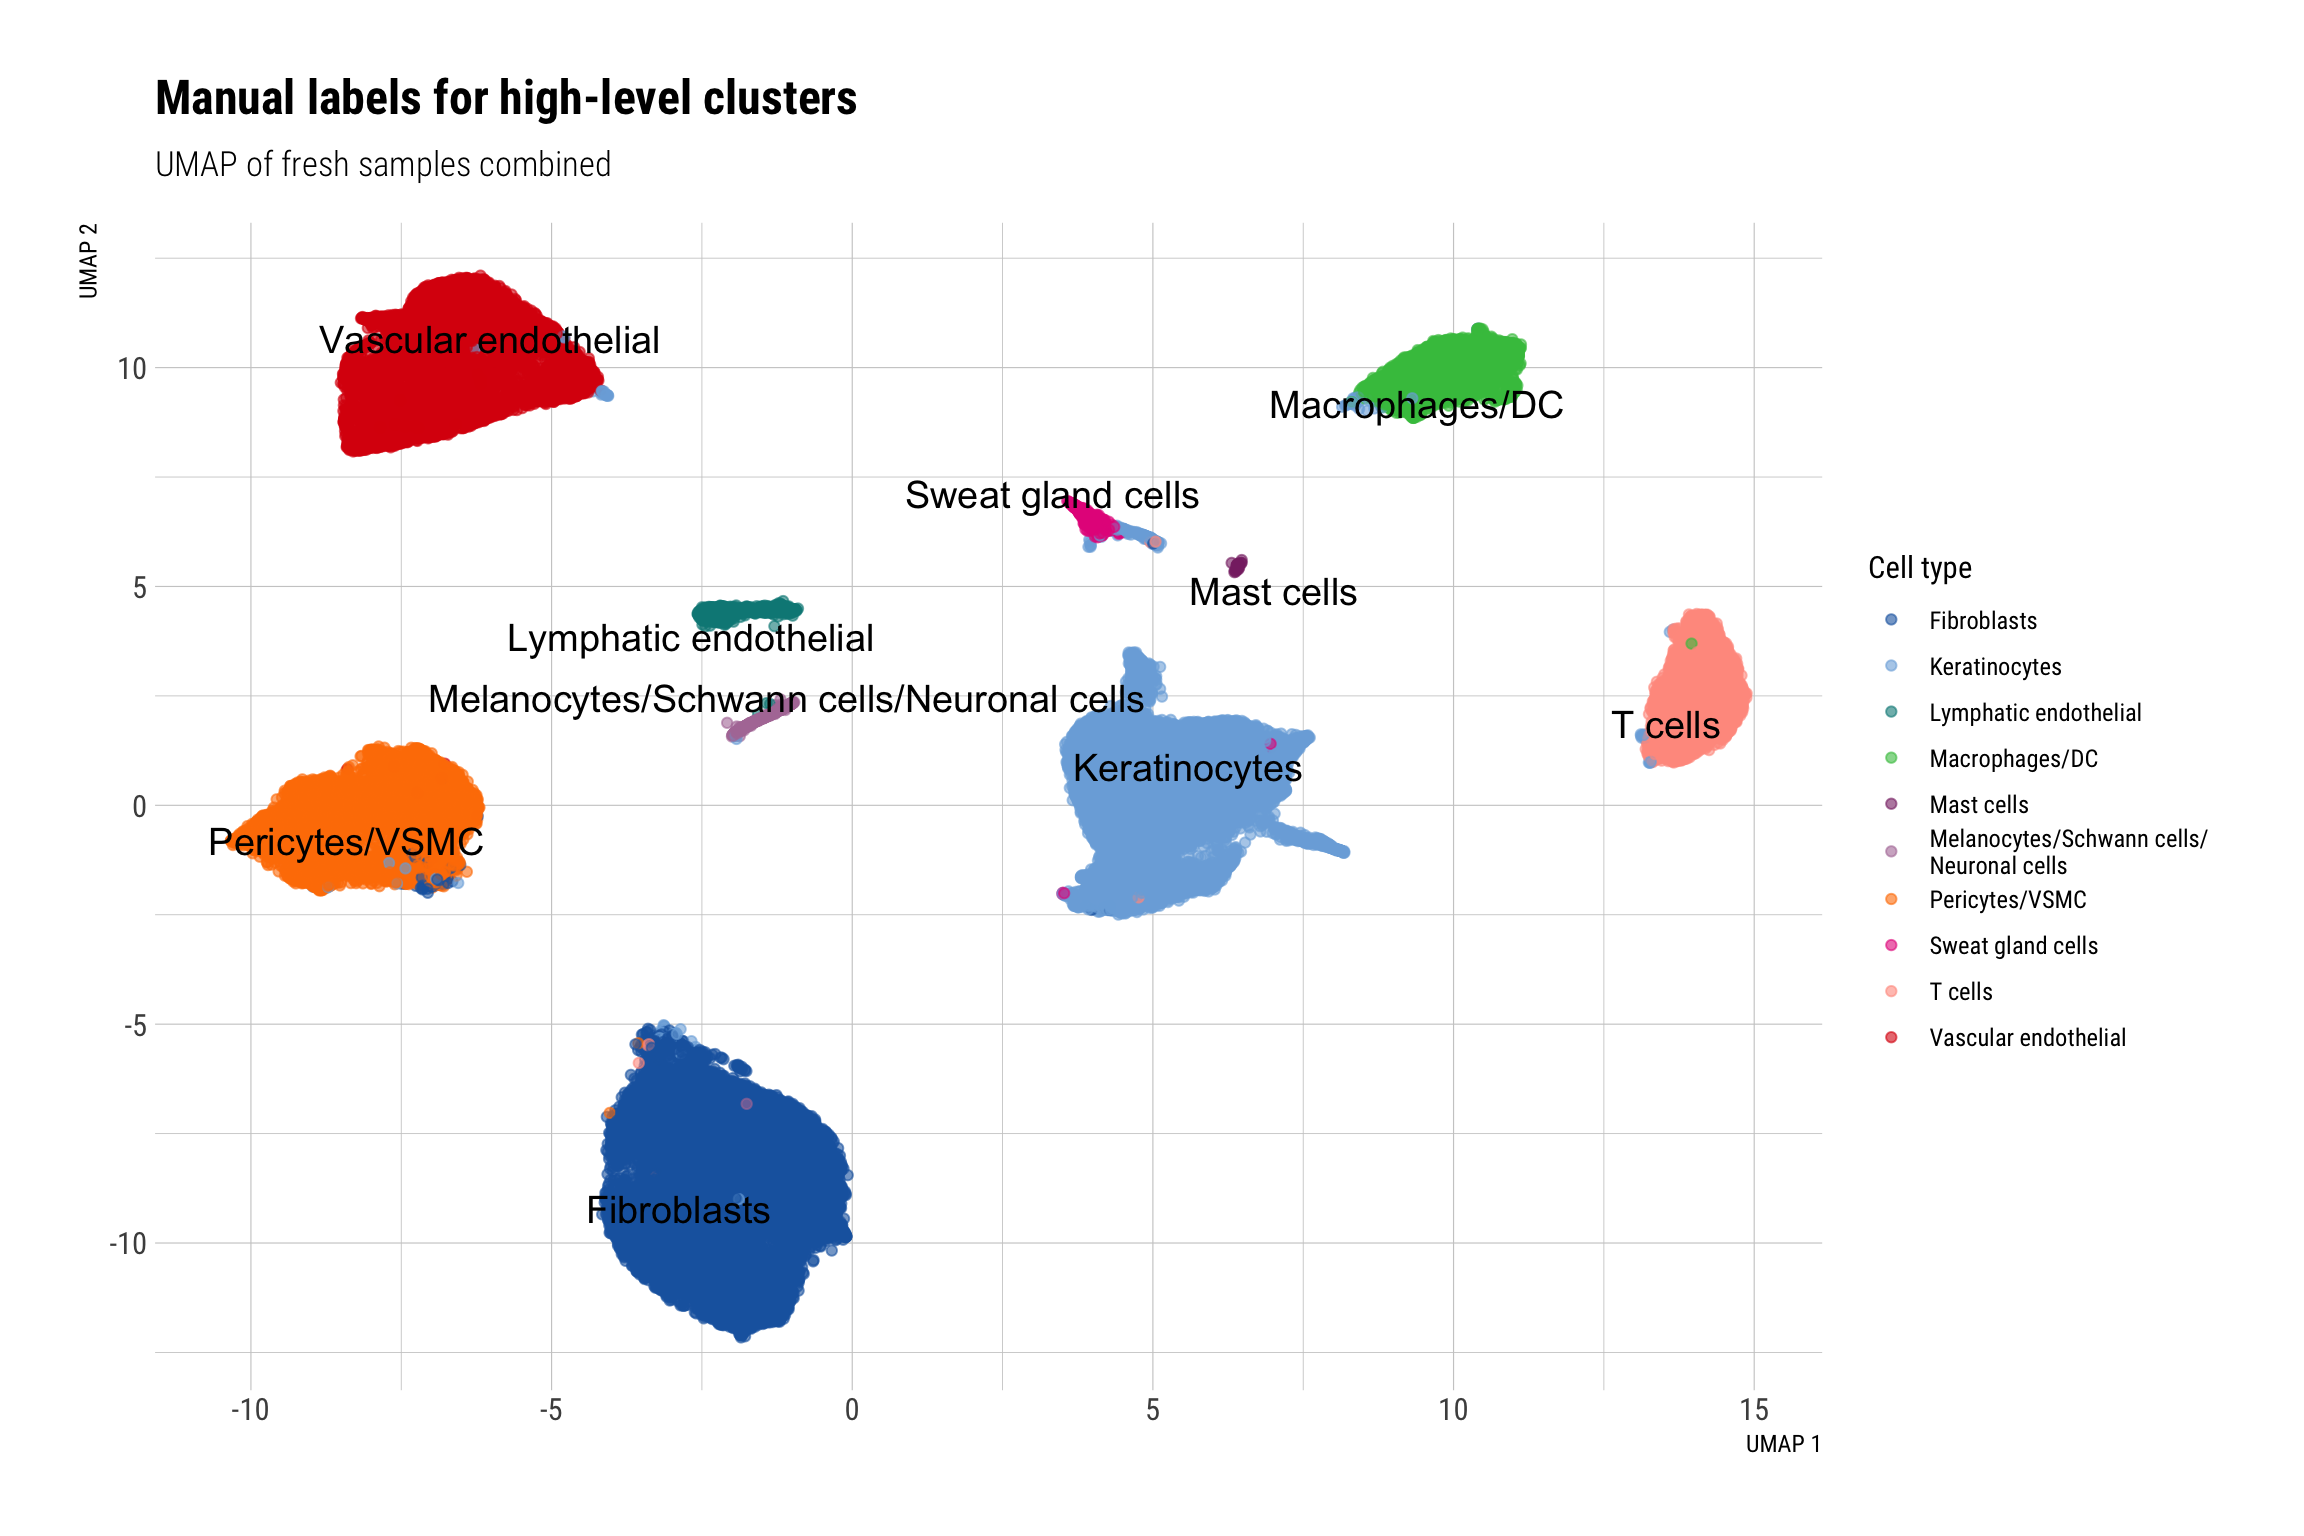 Manual labels for high-level clusters
UMAP of fresh samples combined
UMAP 2
10
5
0
-5
-10
Vascular endothelial
Macrophages/DC
Sweat gland cells
Mast cells
Lymphatic endothelial
Melanocytes/Schwann cells/Neuronal cells
T cells
Keratinocytes
Pericytes/VSMC
Fibroblasts
-10
-5
0
5
10
15
UMAP 1
Cell type
Fibroblasts
Keratinocytes
Lymphatic endothelial
Macrophages/DC
Mast cells
Melanocytes/Schwann cells/
Neuronal cells
Pericytes/VSMC
Sweat gland cells
T cells
Vascular endothelial